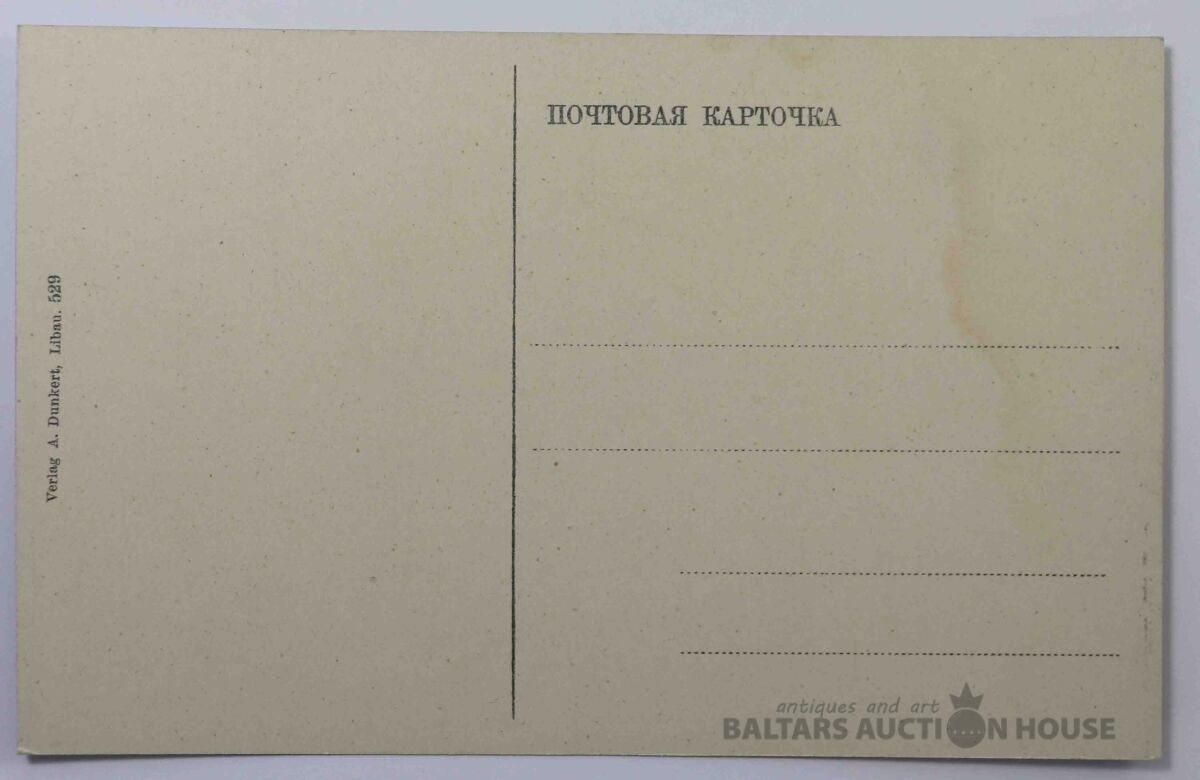 ПОЧТОВАЯ КАРТОЧКА
Verlag A. Dunkert, Libau. 529
antiques and art
BALTARS AUCTION HOUSE